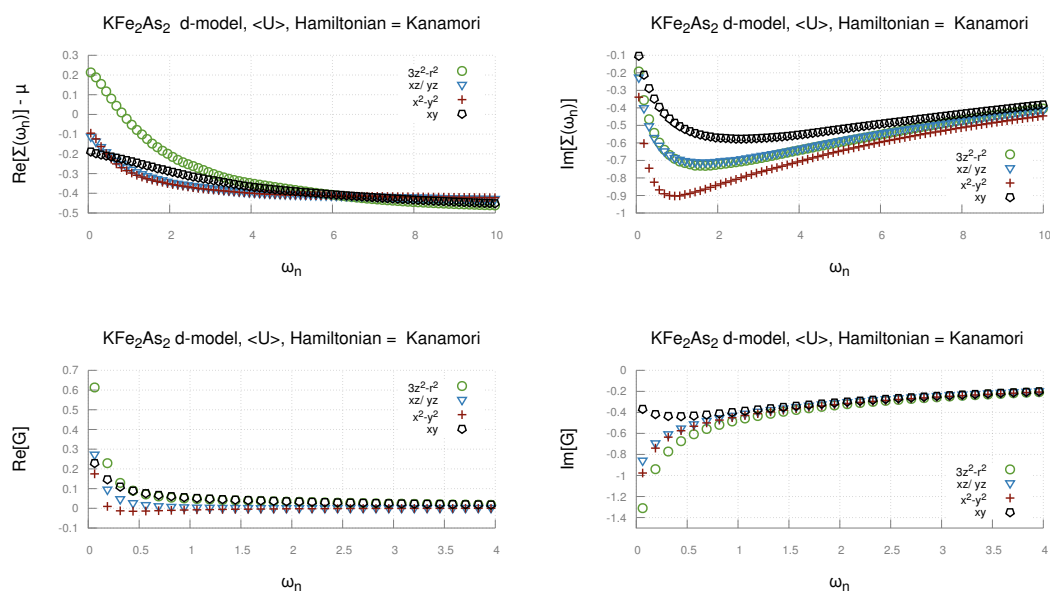 KFe₂As₂ d-model, <U>, Hamiltonian = Kanamori
Re[Σ(ωₙ)] - μ
0.3
0.2
0.1
0
-0.1
-0.2
-0.3
-0.4
-0.5
0 2 4 6 8 10
ωₙ
3z²-r²
xz/ yz
x²-y²
xy
KFe₂As₂ d-model, <U>, Hamiltonian = Kanamori
Im[Σ(ωₙ)]
-0.1
-0.2
-0.3
-0.4
-0.5
-0.6
-0.7
-0.8
-0.9
-1
0 2 4 6 8 10
ωₙ
3z²-r²
xz/ yz
x²-y²
xy
KFe₂As₂ d-model, <U>, Hamiltonian = Kanamori
Re[G]
0.7
0.6
0.5
0.4
0.3
0.2
0.1
0
-0.1
0 0.5 1 1.5 2 2.5 3 3.5 4
ωₙ
3z²-r²
xz/ yz
x²-y²
xy
KFe₂As₂ d-model, <U>, Hamiltonian = Kanamori
Im[G]
0
-0.2
-0.4
-0.6
-0.8
-1
-1.2
-1.4
0 0.5 1 1.5 2 2.5 3 3.5 4
ωₙ
3z²-r²
xz/ yz
x²-y²
xy